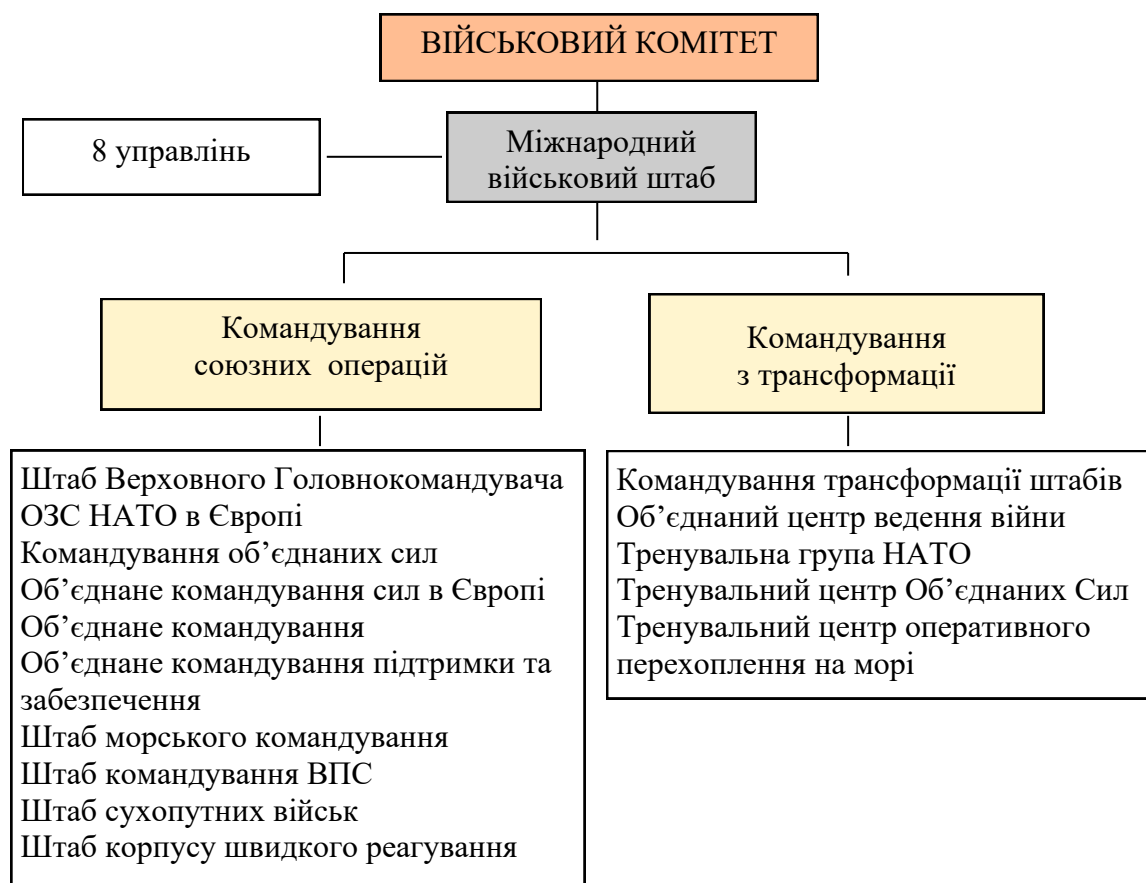 ВІЙСЬКОВИЙ КОМІТЕТ
8 управлінь
Міжнародний
військовий штаб
Командування
союзних операцій
Командування
з трансформації
Штаб Верховного Головнокомандувача
ОЗС НАТО в Європі
Командування об’єднаних сил
Об’єднане командування сил в Європі
Об’єднане командування
Об’єднане командування підтримки та
забезпечення
Штаб морського командування
Штаб командування ВПС
Штаб сухопутних військ
Штаб корпусу швидкого реагування
Командування трансформації штабів
Об’єднаний центр ведення війни
Тренувальна група НАТО
Тренувальний центр Об’єднаних Сил
Тренувальний центр оперативного
перехоплення на морі